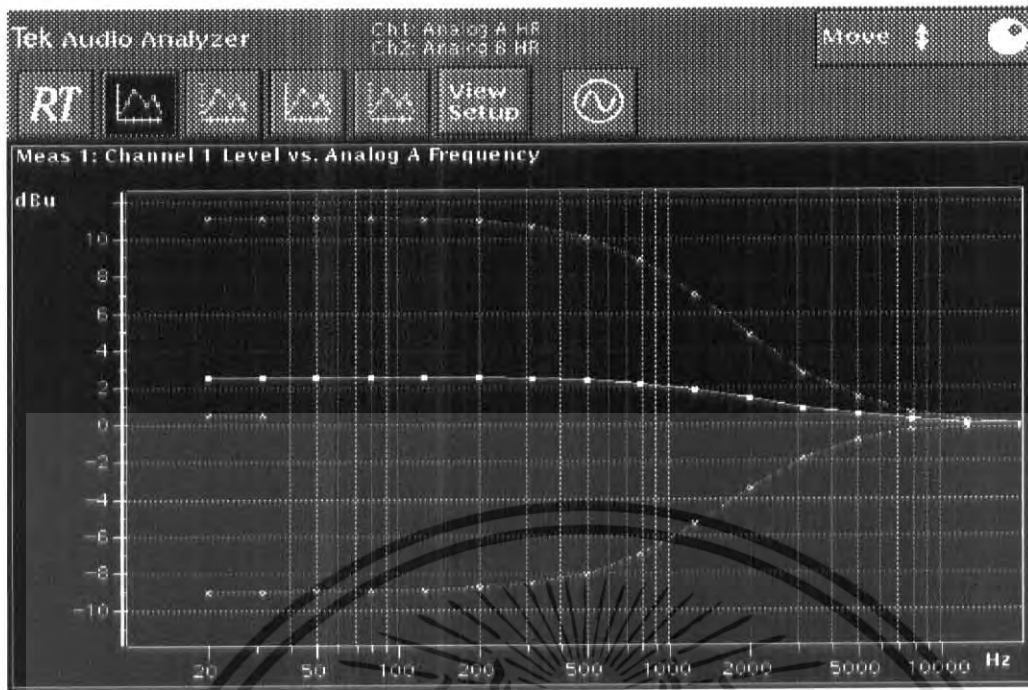 Tek Audio Analyzer
Ch1: Analog A HR
Ch2: Analog B HR
Move
RT
View
Setup
Meas 1: Channel 1 Level vs. Analog A Frequency
dBu
10
8
6
4
2
0
-2
-4
-6
-8
-10
20 50 100 200 500 1000 2000 5000 10000 Hz